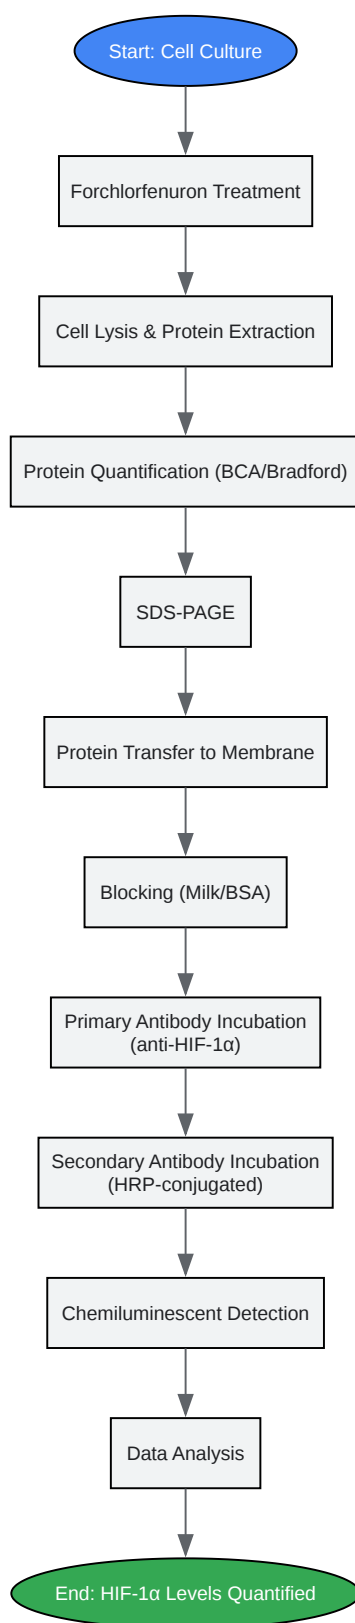 Start: Cell Culture
Forchlorfenuron Treatment
Cell Lysis & Protein Extraction
Protein Quantification (BCA/Bradford)
SDS-PAGE
Protein Transfer to Membrane
Blocking (Milk/BSA)
Primary Antibody Incubation
(anti-HIF-1α)
Secondary Antibody Incubation
(HRP-conjugated)
Chemiluminescent Detection
Data Analysis
End: HIF-1α Levels Quantified